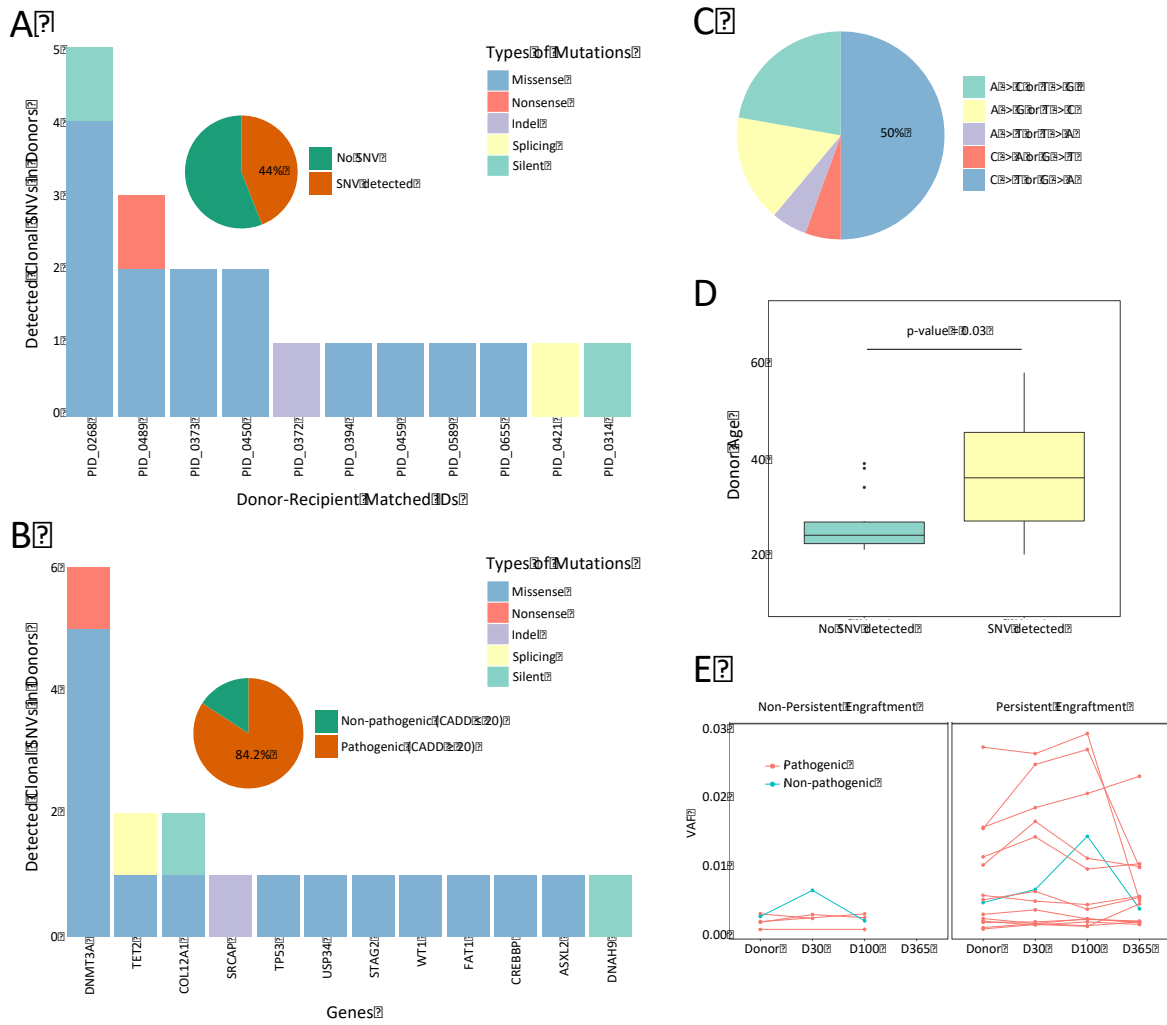 A
Types of Mutations
Missense
Nonsense
Indel
Splicing
Silent
No SNV
SNV detected
44%
Detected Clonal SNVs in Donors
5
4
3
2
1
0
PID_0268
PID_0489
PID_0373
PID_0450
PID_0372
PID_0394
PID_0459
PID_0589
PID_0655
PID_0421
PID_0314
Donor-Recipient Matched IDs
B
Types of Mutations
Missense
Nonsense
Indel
Splicing
Silent
Non-pathogenic (CADD ≤ 20)
Pathogenic (CADD ≥ 20)
84.2%
Detected Clonal SNVs in Donors
6
4
2
0
DNMT3A
TET2
COL12A1
SRCAP
TP53
USP34
STAG2
WT1
FAT1
CREBBP
ASXL2
DNAH9
Genes
C
50%
A -> C or T -> G
A -> G or T -> C
A -> T or T -> A
C -> A or G -> T
C -> T or G -> A
D
p-value = 0.03
Donor Age
60
40
20
No SNV detected
SNV detected
E
Non-Persistent Engraftment
Persistent Engraftment
Pathogenic
Non-pathogenic
VAF
0.03
0.02
0.01
0.00
Donor D30 D100 D365
Donor D30 D100 D365